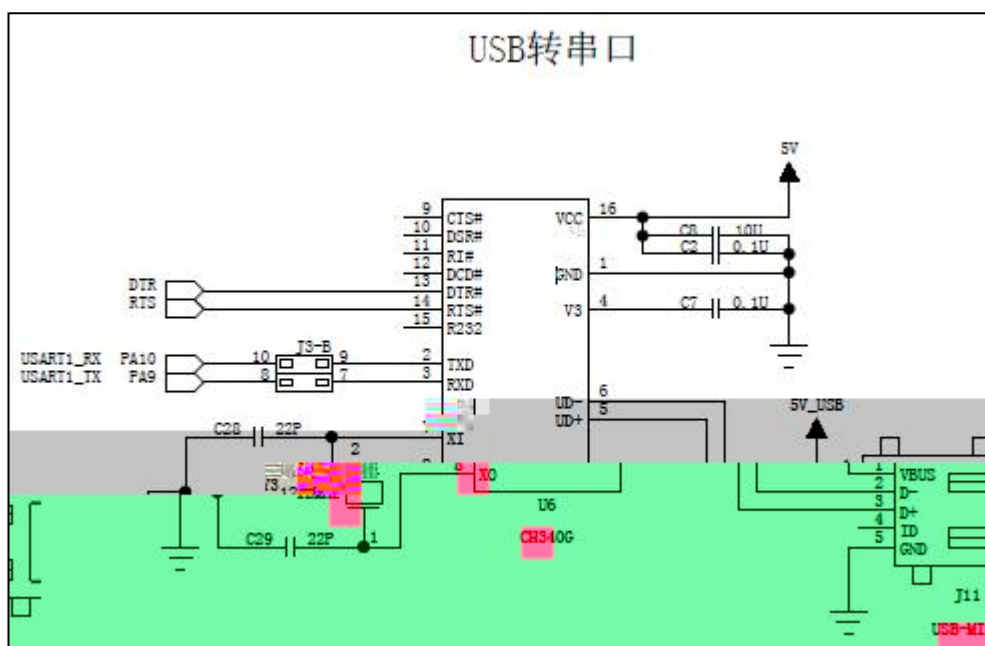 USB转串口
5V
9 CTS# VCC 16
10 DSR# C8 10U
11 RI# C2 0.1U
12 DCD# GND 1
DTR 13 DTR#
RTS 14 RTS# V3 4 C7 0.1U
15 R232
J3-B
USART1_RX PA10 10 9 2 TXD
USART1_TX PA9 8 7 3 RXD
UD- 6
UD+ 5
5V_USB
C28 22P XI
2
XO
1 VBUS
2 D-
3 D+
4 ID
5 GND
U6
C29 22P 1
CH340G
J11
USB-MI